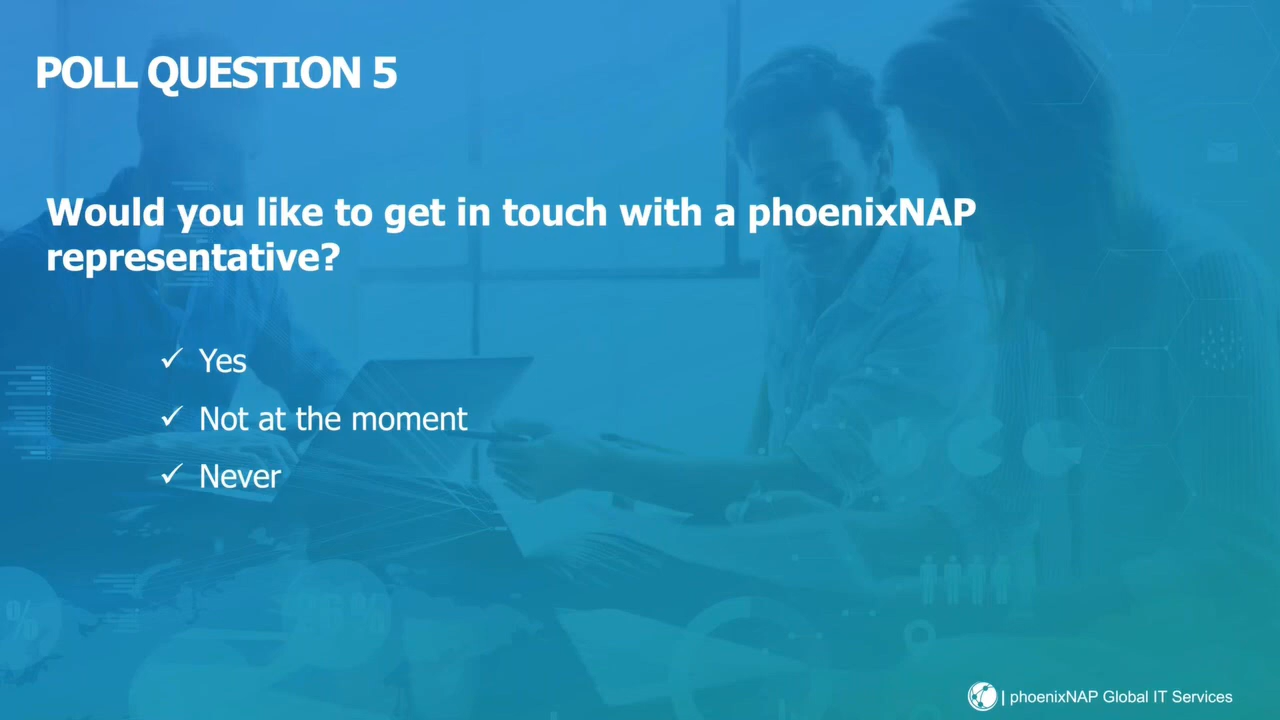 POLL QUESTION 5
Would you like to get in touch with a phoenixNAP
representative?
✓ Yes
✓ Not at the moment
✓ Never
%
| phoenixNAP Global IT Services